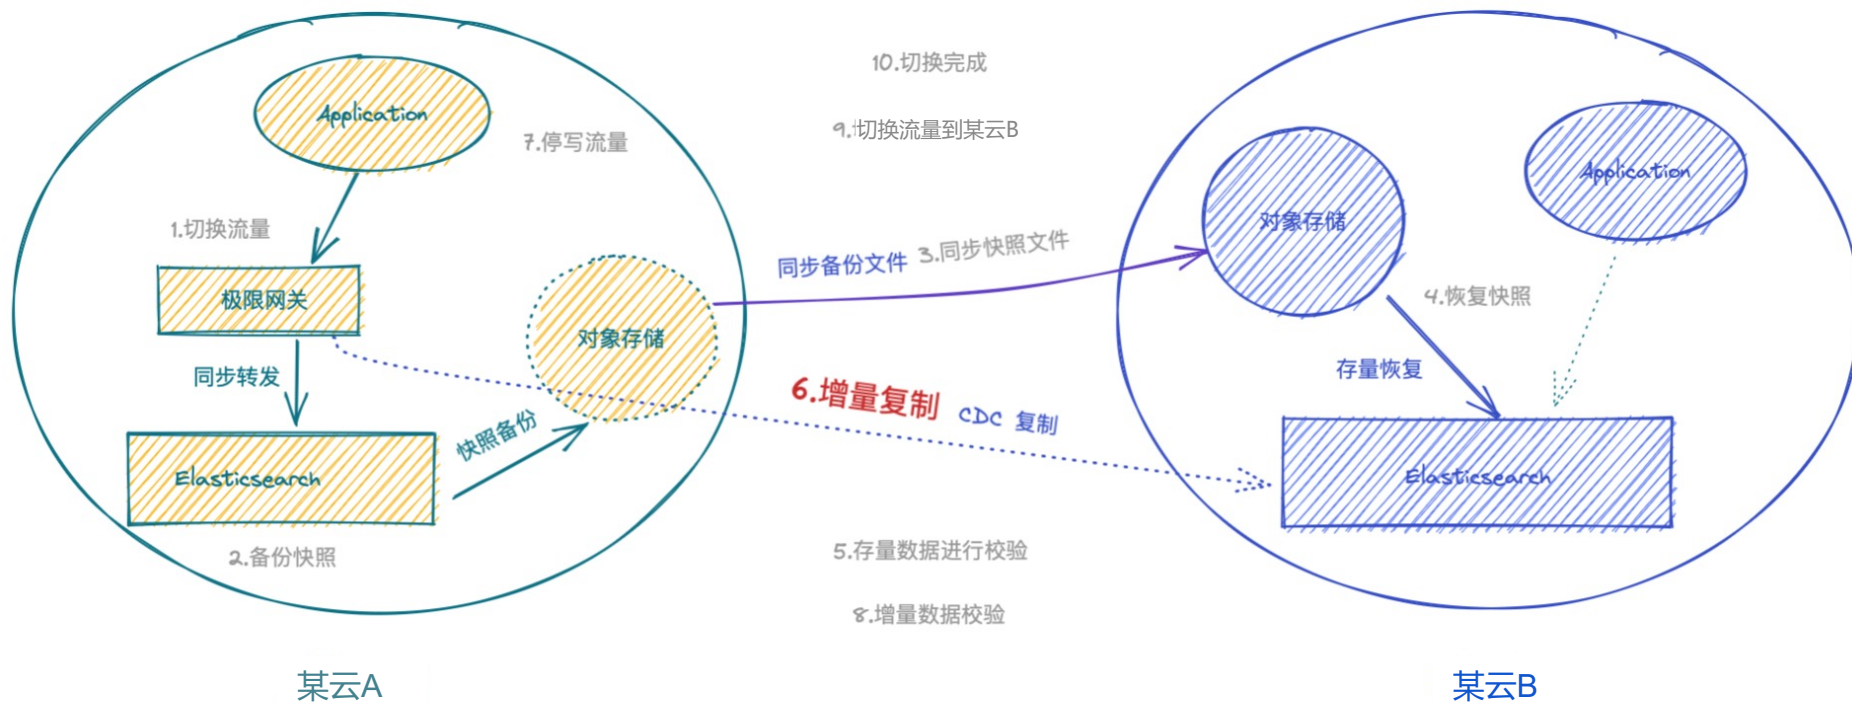 10.切换完成
Application
7.停写流量
9.切换流量到某云B
Application
对象存储
1.切换流量
同步备份文件
3.同步快照文件
极限网关
4.恢复快照
对象存储
同步转发
存量恢复
6.增量复制
CDC 复制
快照备份
Elasticsearch
Elasticsearch
2.备份快照
5.存量数据进行校验
8.增量数据校验
某云A
某云B